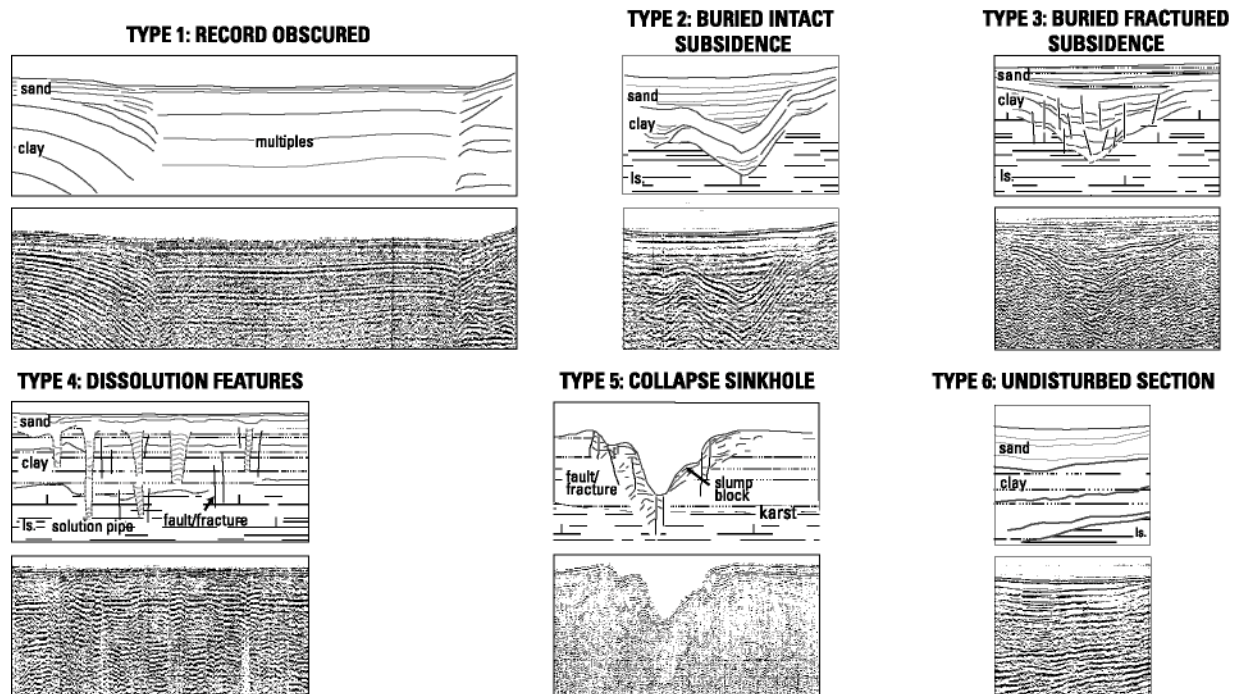 TYPE 1: RECORD OBSCURED
sand
clay
multiples
TYPE 2: BURIED INTACT
SUBSIDENCE
sand
clay
ls.
TYPE 3: BURIED FRACTURED
SUBSIDENCE
sand
clay
ls.
TYPE 4: DISSOLUTION FEATURES
sand
clay
ls.
solution pipe
fault/fracture
TYPE 5: COLLAPSE SINKHOLE
fault/
fracture
slump
block
karst
TYPE 6: UNDISTURBED SECTION
sand
clay
ls.